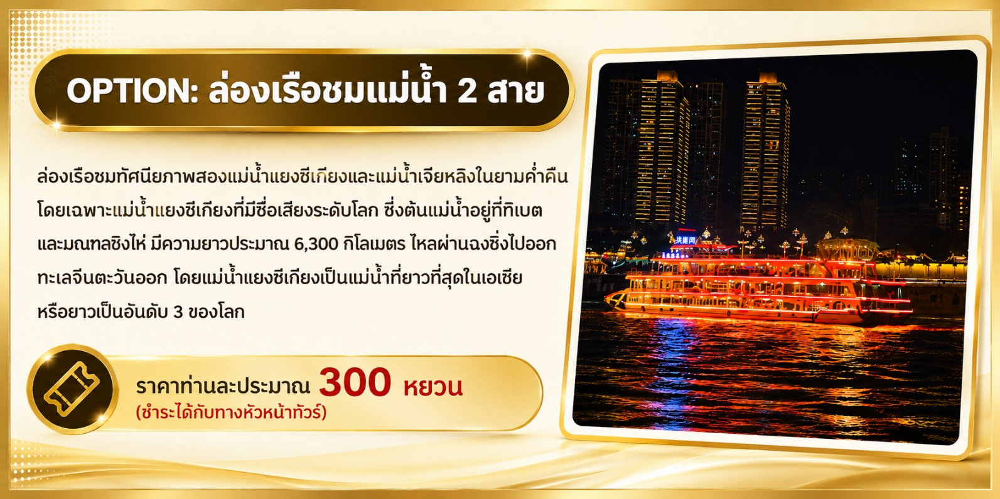 OPTION: ล่องเรือชมแม่น้ำ 2 สาย
ล่องเรือชมทัศนียภาพสองแม่น้ำแยงซีเกียงและแม่น้ำเจียหลิงในยามค่ำคืน
โดยเฉพาะแม่น้ำแยงซีเกียงที่มีชื่อเสียงระดับโลก ซึ่งต้นแม่น้ำอยู่ที่ทิเบต
และมณฑลชิงไห่ มีความยาวประมาณ 6,300 กิโลเมตร ไหลผ่านฉงชิ่งไปออก
ทะเลจีนตะวันออก โดยแม่น้ำแยงซีเกียงเป็นแม่น้ำที่ยาวที่สุดในเอเชีย
หรือยาวเป็นอันดับ 3 ของโลก
ราคาท่านละประมาณ 300 หยวน
(ชำระได้กับทางหัวหน้าทัวร์)